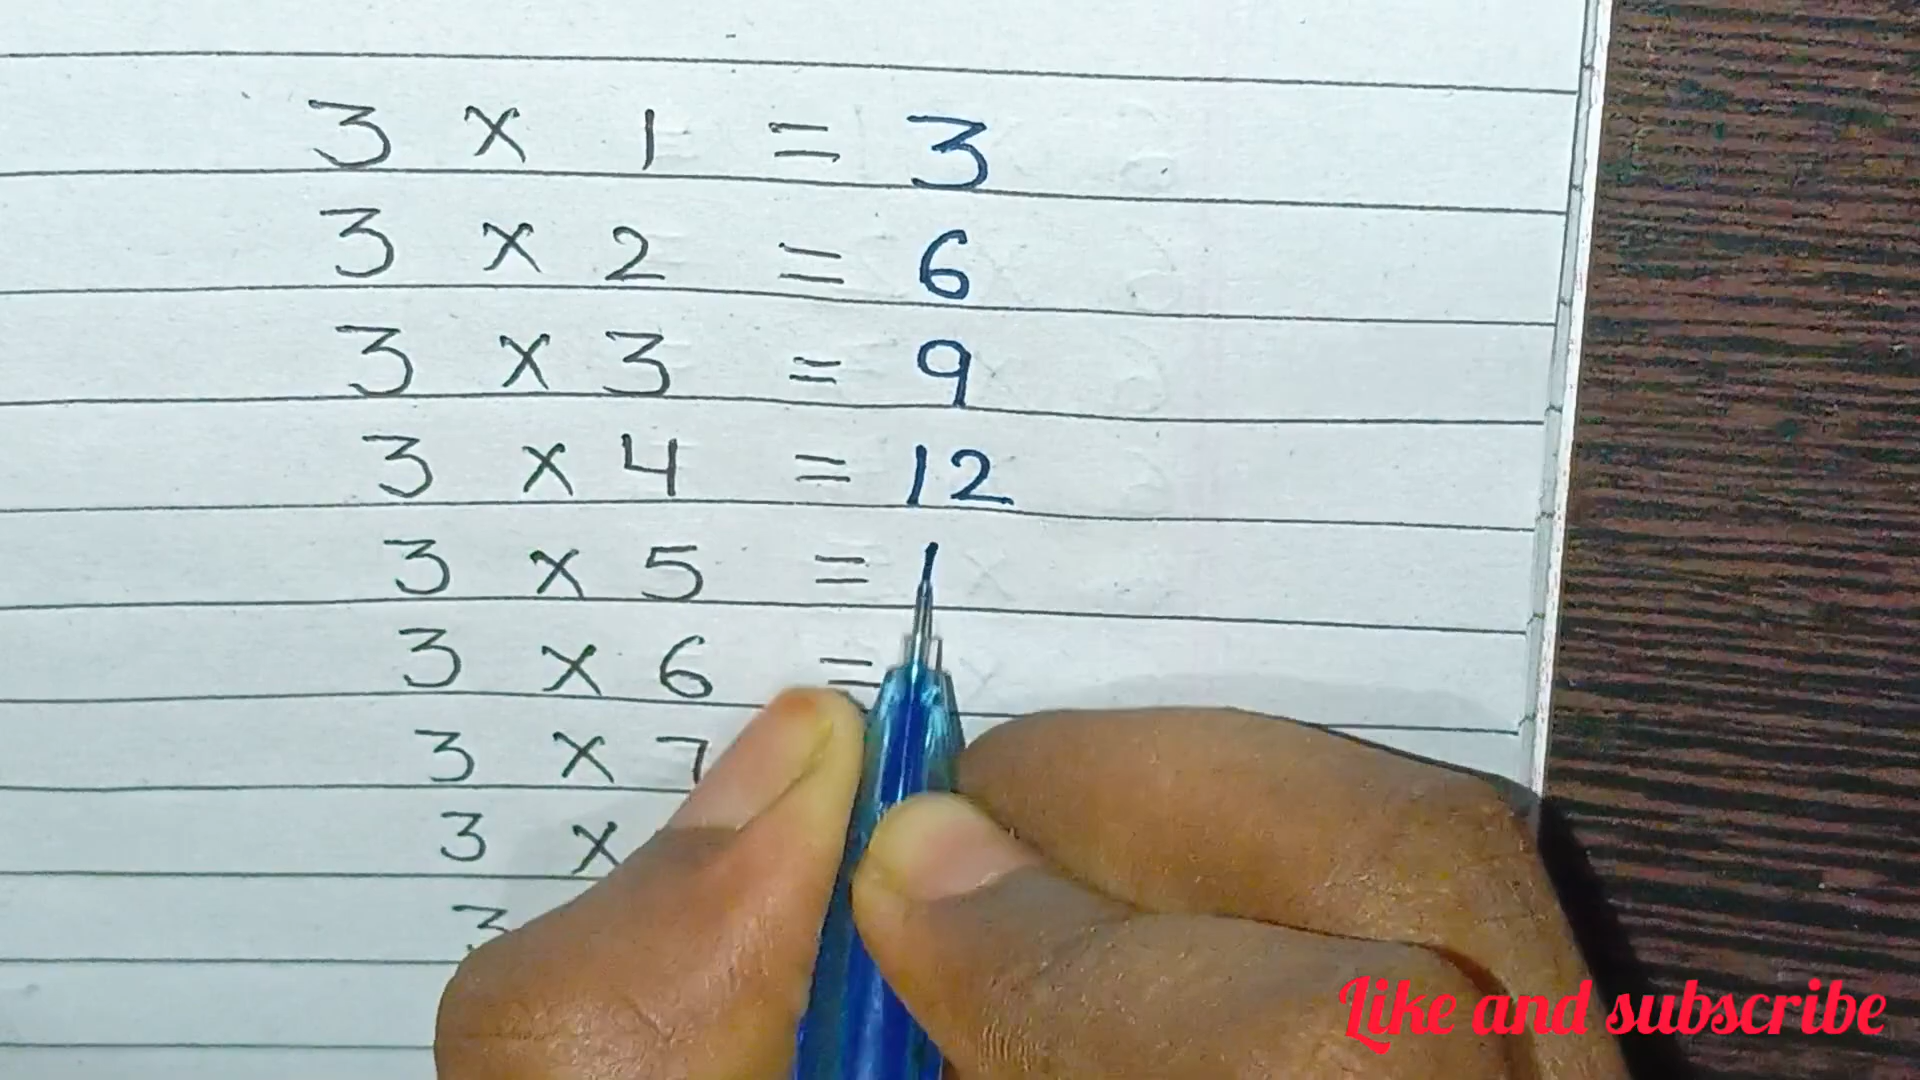 3 × 1 = 3
3 × 2 = 6
3 × 3 = 9
3 × 4 = 12
3 × 5 = 1
3 × 6 =
3 × 7
3 ×
3
Like and subscribe